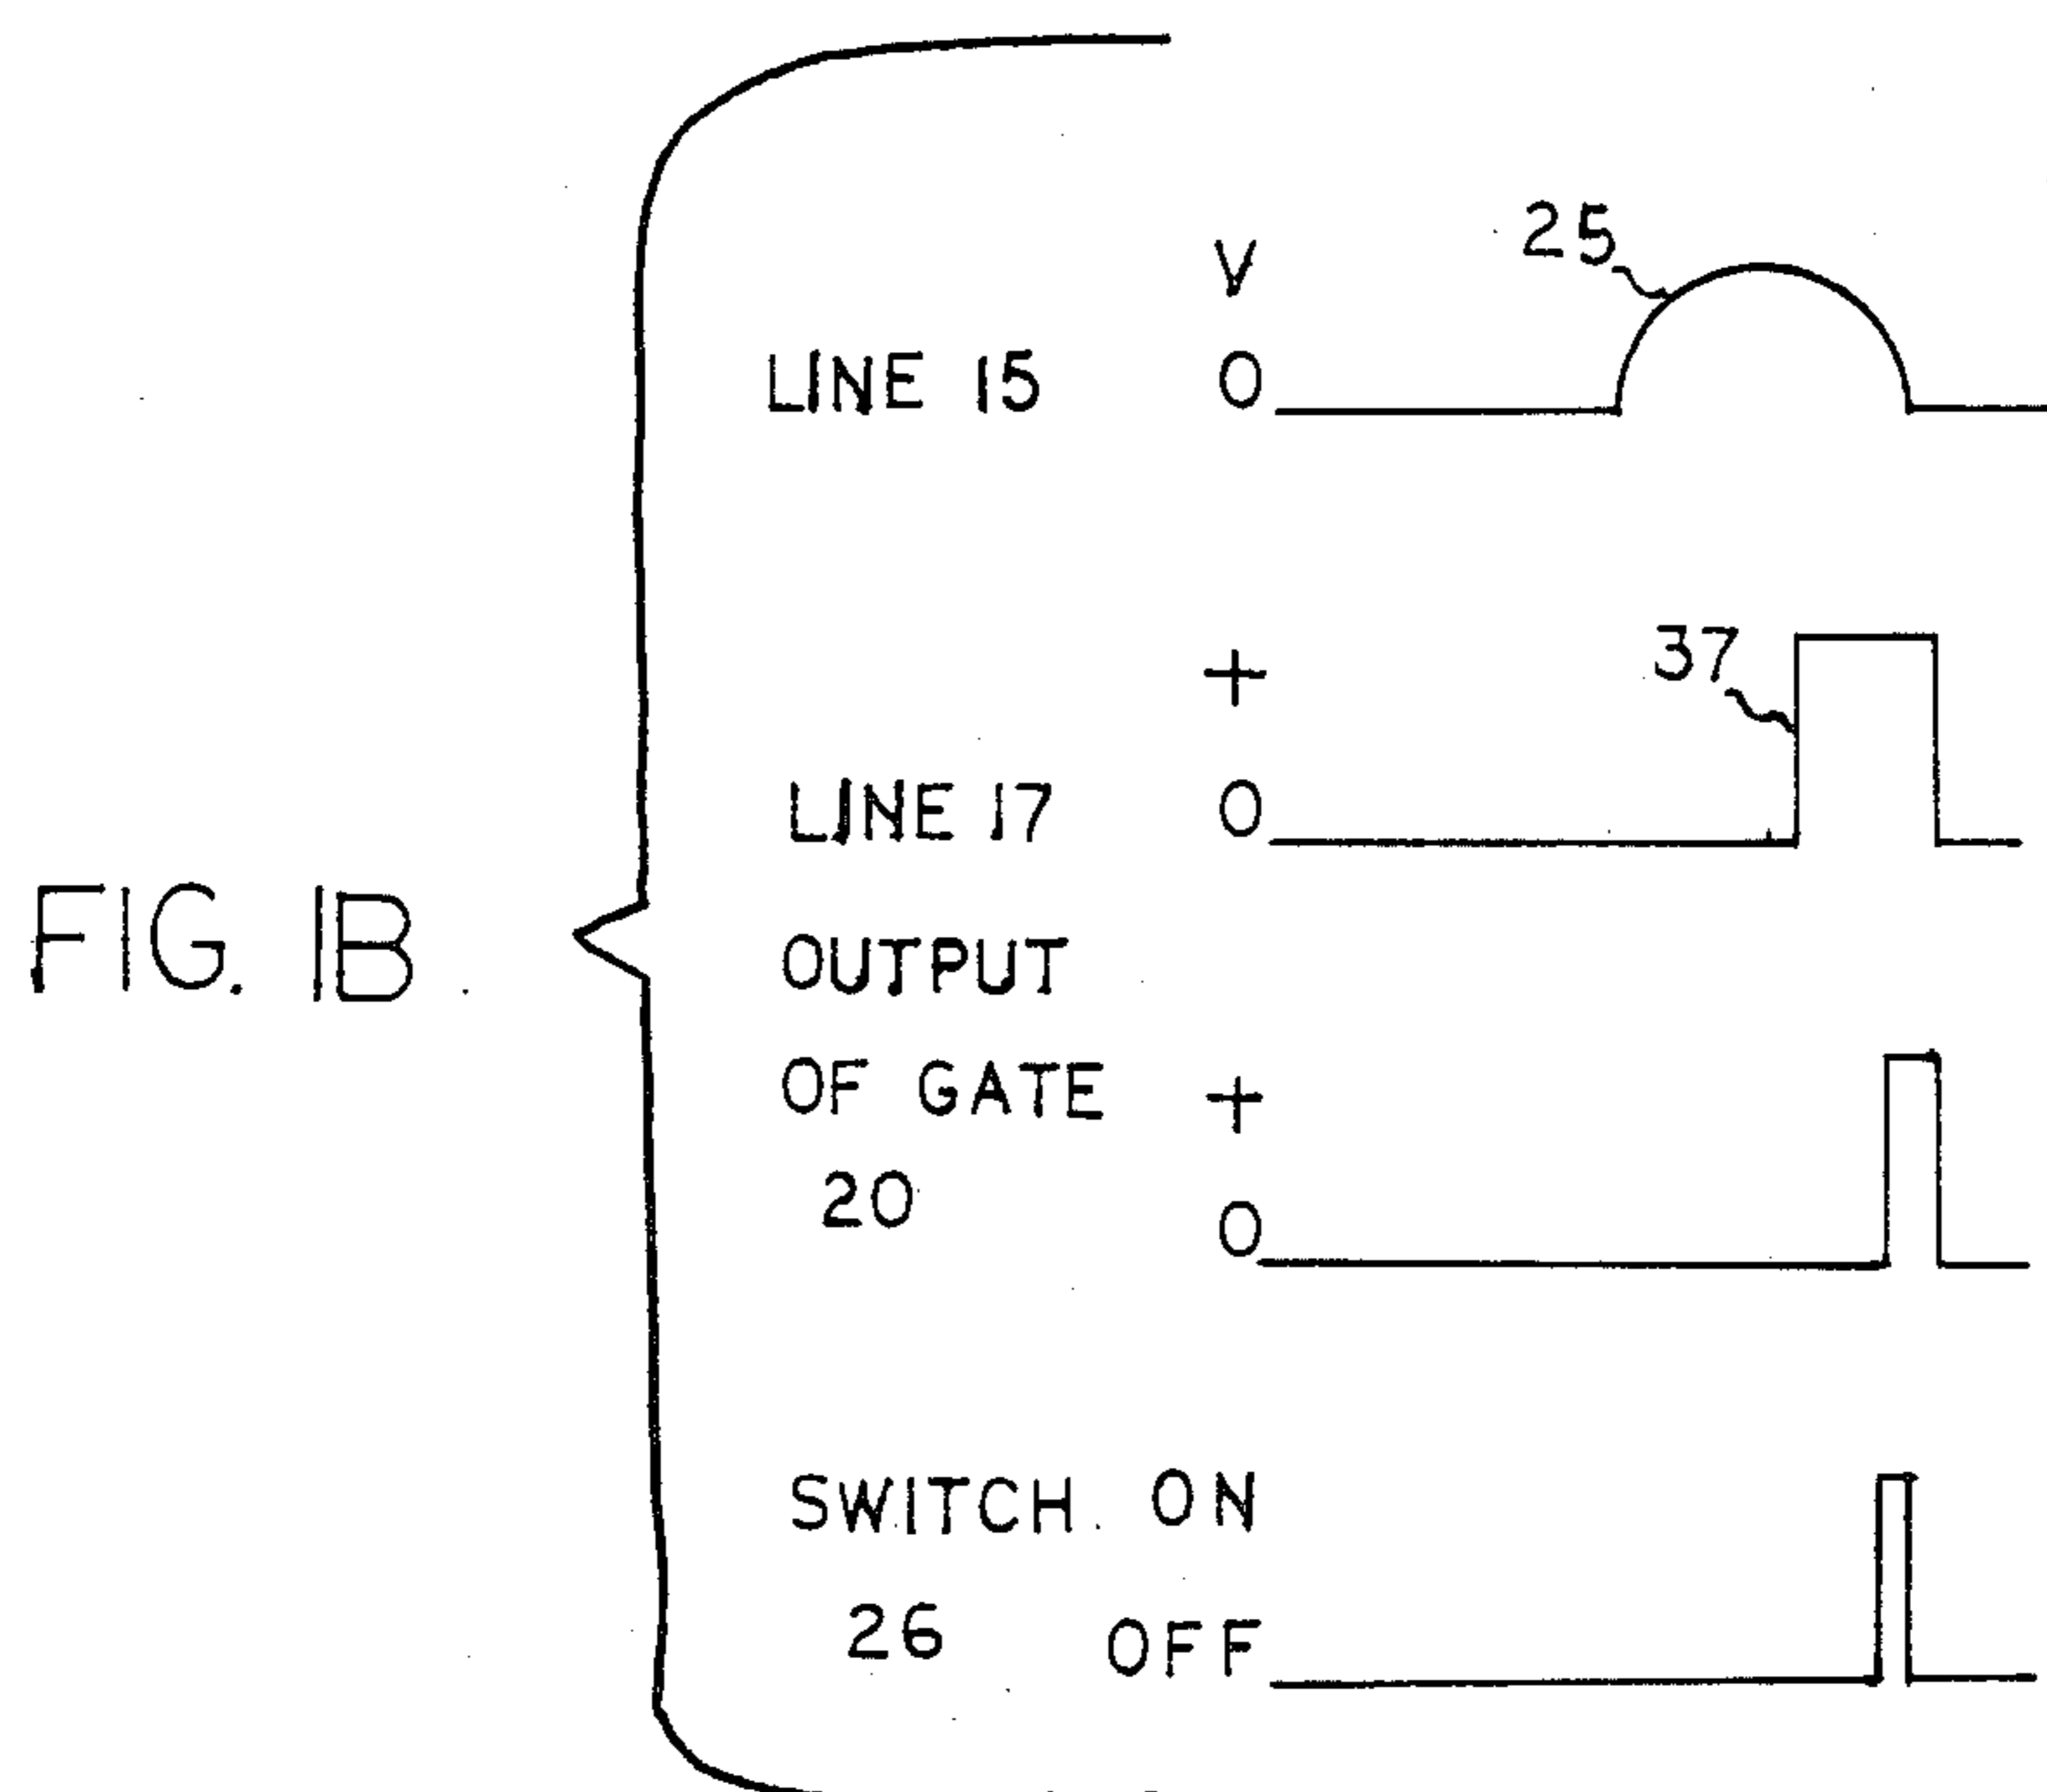 FIG. 1B
V
25
LINE 15 0
+
37
LINE 17 0
OUTPUT
OF GATE +
20
0
SWITCH ON
26 OFF